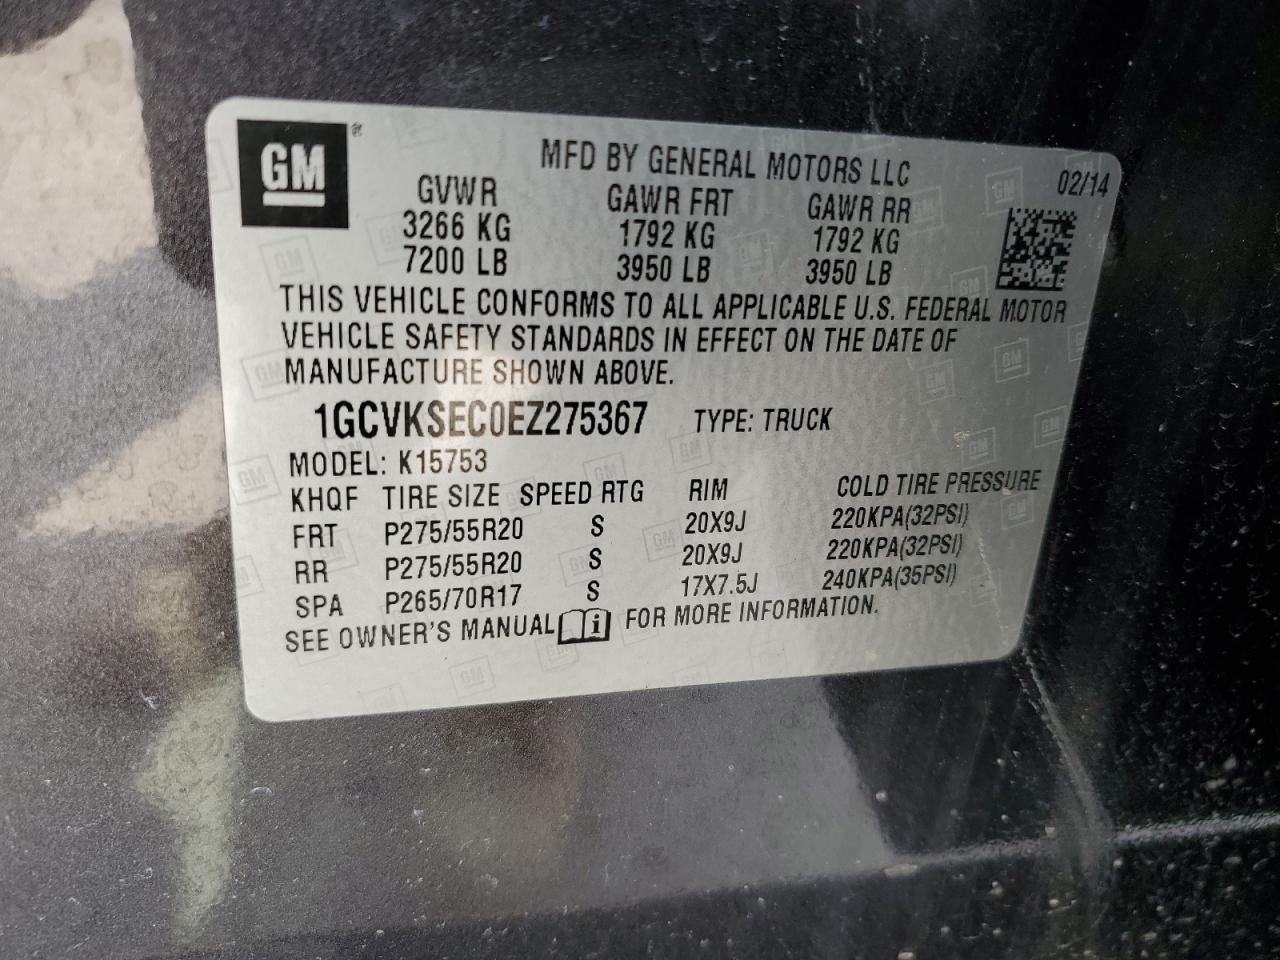 GM ®
MFD BY GENERAL MOTORS LLC
02/14
GVWR GAWR FRT GAWR RR
3266 KG 1792 KG 1792 KG
7200 LB 3950 LB 3950 LB
THIS VEHICLE CONFORMS TO ALL APPLICABLE U.S. FEDERAL MOTOR
VEHICLE SAFETY STANDARDS IN EFFECT ON THE DATE OF
MANUFACTURE SHOWN ABOVE.
1GCVKSEC0EZ275367 TYPE: TRUCK
MODEL: K15753
KHQF TIRE SIZE SPEED RTG RIM COLD TIRE PRESSURE
FRT P275/55R20 S 20X9J 220KPA(32PSI)
RR P275/55R20 S 20X9J 220KPA(32PSI)
SPA P265/70R17 S 17X7.5J 240KPA(35PSI)
SEE OWNER'S MANUAL i FOR MORE INFORMATION.